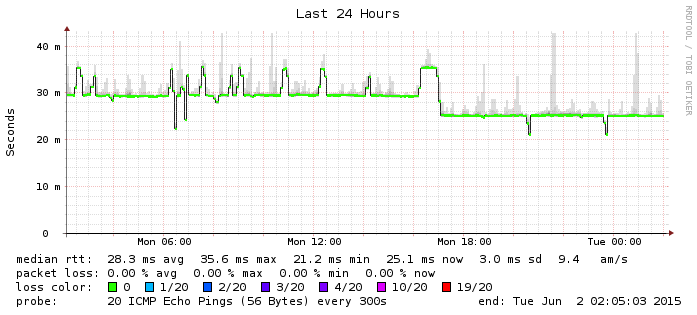 Last 24 Hours
RRDTOOL / TOBI OETIKER
Seconds
40 m
30 m
20 m
10 m
0
Mon 06:00 Mon 12:00 Mon 18:00 Tue 00:00
median rtt: 28.3 ms avg 35.6 ms max 21.2 ms min 25.1 ms now 3.0 ms sd 9.4 am/s
packet loss: 0.00 % avg 0.00 % max 0.00 % min 0.00 % now
loss color: 0 1/20 2/20 3/20 4/20 10/20 19/20
probe: 20 ICMP Echo Pings (56 Bytes) every 300s end: Tue Jun 2 02:05:03 2015